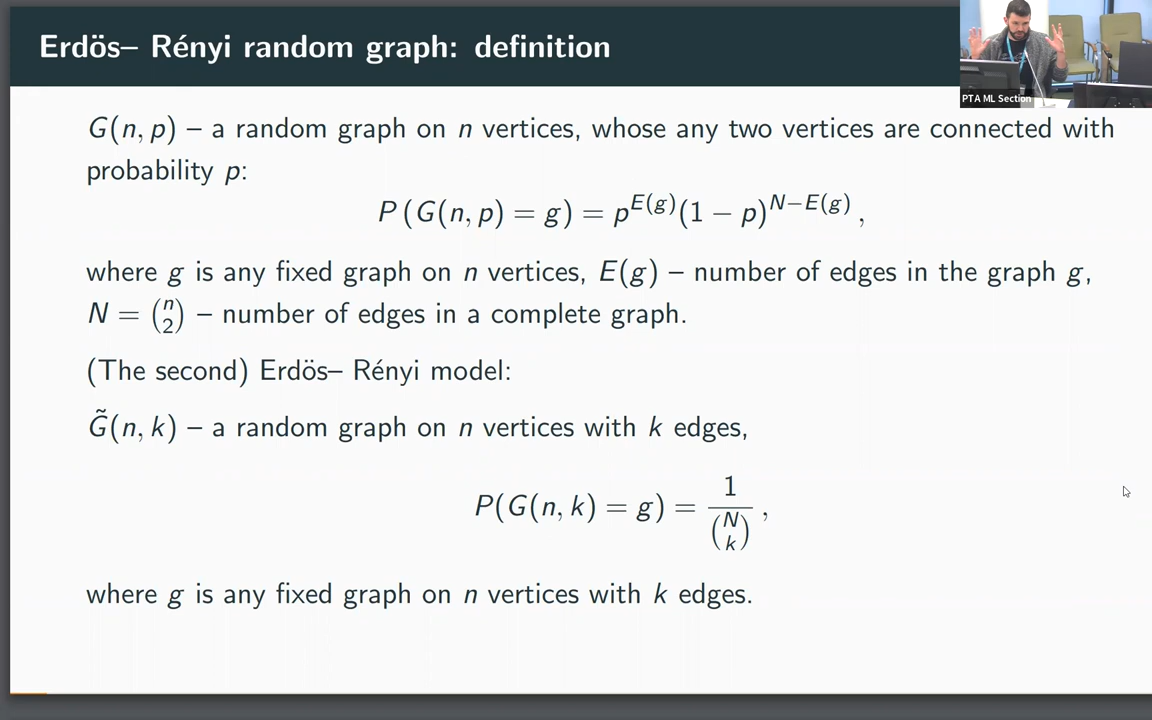 Erdös– Rényi random graph: definition
PTA ML Section
G(n, p) – a random graph on n vertices, whose any two vertices are connected with
probability p:
P (G(n, p) = g) = p^{E(g)}(1 − p)^{N−E(g)} ,
where g is any fixed graph on n vertices, E(g) – number of edges in the graph g,
N = \binom{n}{2} – number of edges in a complete graph.
(The second) Erdös– Rényi model:
G̃(n, k) – a random graph on n vertices with k edges,
P(G(n, k) = g) = \frac{1}{\binom{N}{k}} ,
where g is any fixed graph on n vertices with k edges.